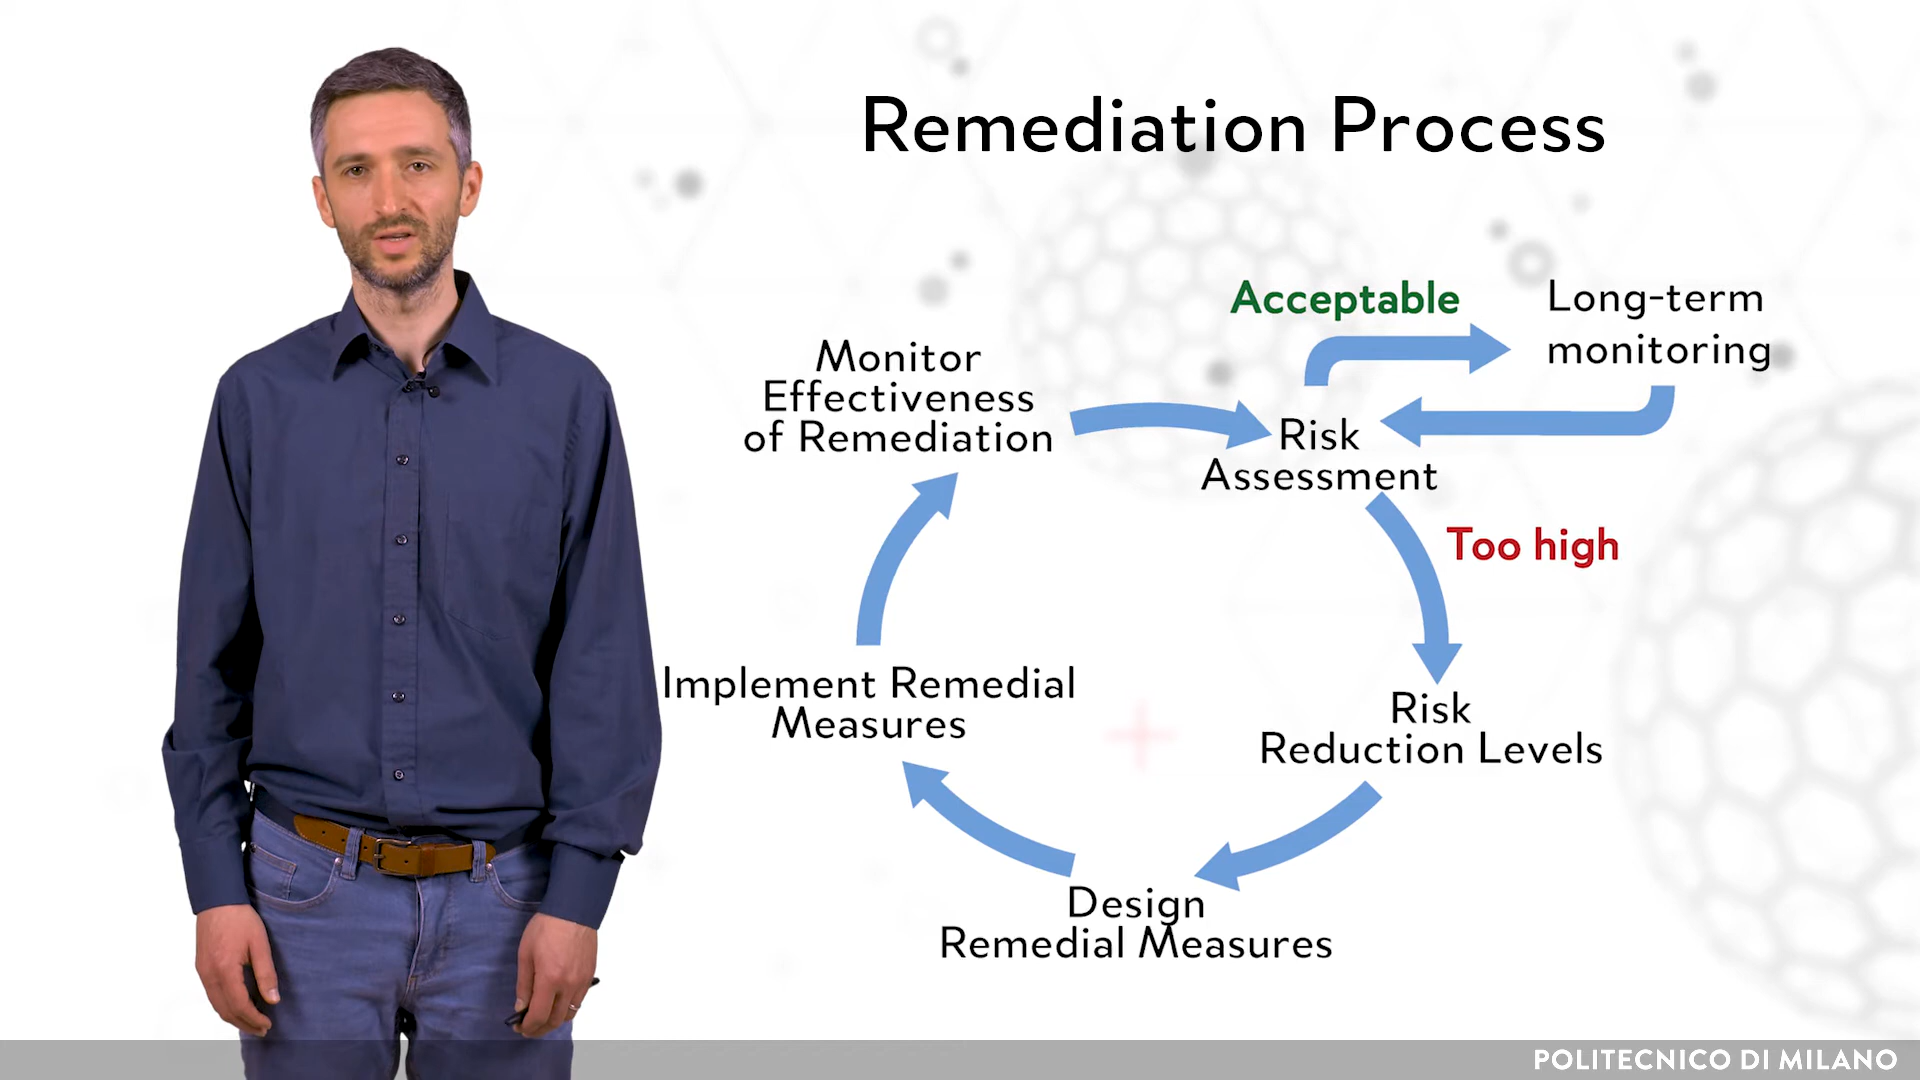 Remediation Process
Acceptable
Long-term
monitoring
Monitor
Effectiveness
of Remediation
Risk
Assessment
Too high
Implement Remedial
Measures
Risk
Reduction Levels
Design
Remedial Measures
POLITECNICO DI MILANO